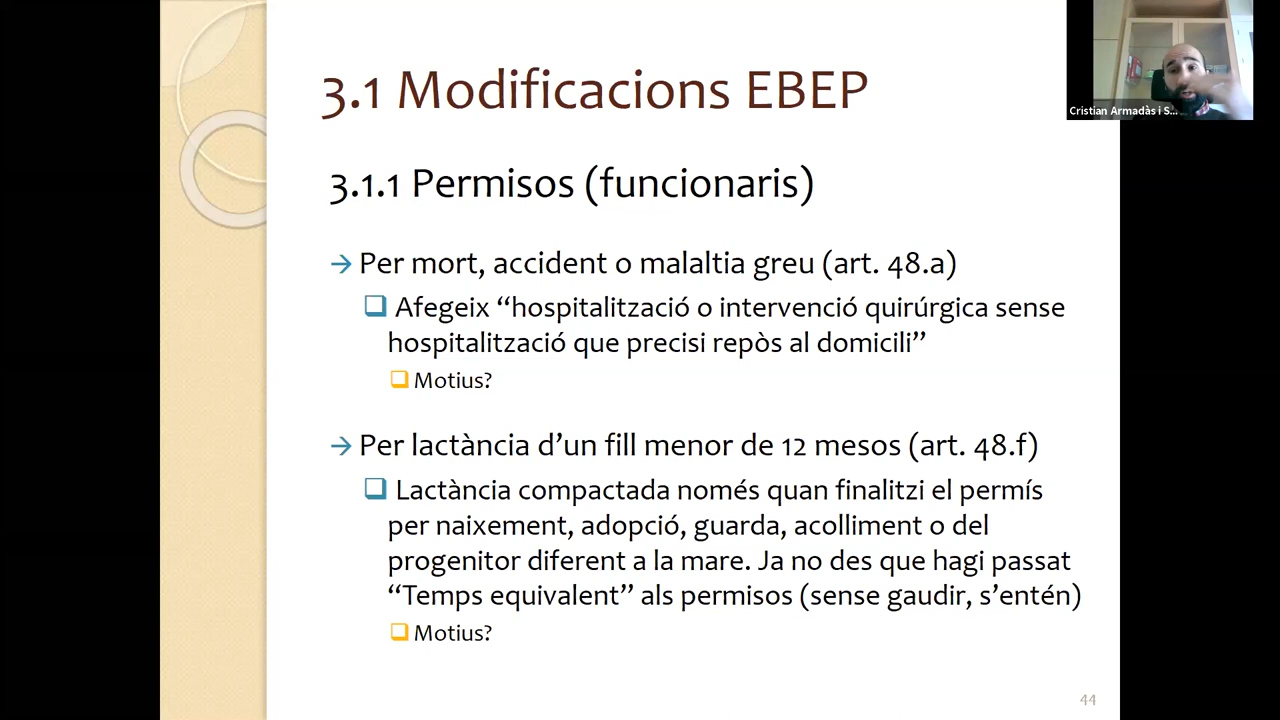 3.1 Modificacions EBEP
Cristian Armadàs i S...
3.1.1 Permisos (funcionaris)
→ Per mort, accident o malaltia greu (art. 48.a)
❑ Afegeix “hospitalització o intervenció quirúrgica sense
hospitalització que precisi repòs al domicili”
❑ Motius?
→ Per lactància d’un fill menor de 12 mesos (art. 48.f)
❑ Lactància compactada només quan finalitzi el permís
per naixement, adopció, guarda, acolliment o del
progenitor diferent a la mare. Ja no des que hagi passat
“Temps equivalent” als permisos (sense gaudir, s’entén)
❑ Motius?
44